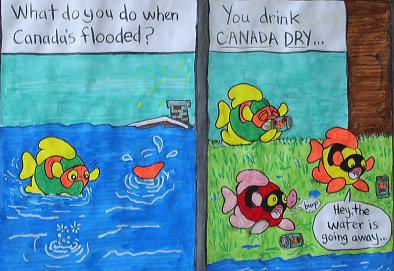 What do you do when
Canada's flooded?
You drink
CANADA DRY...
burp
Hey, the
water is
going away...